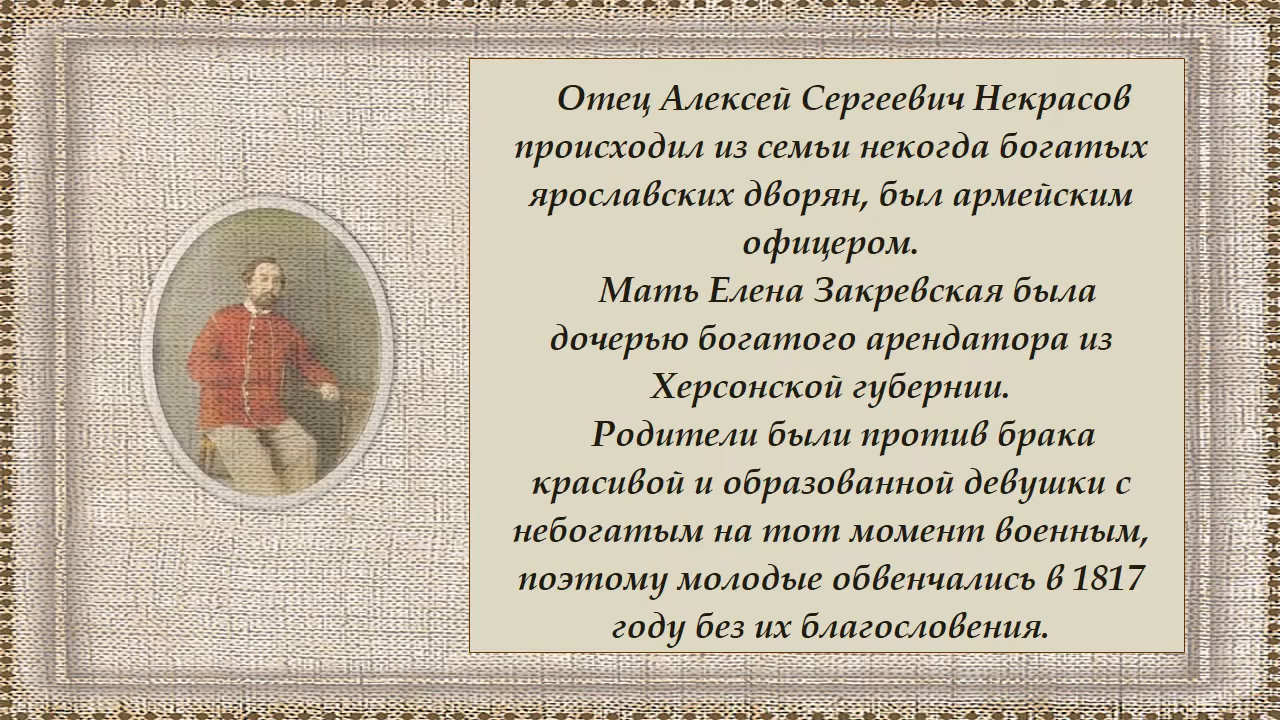 Отец Алексей Сергеевич Некрасов
происходил из семьи некогда богатых
ярославских дворян, был армейским
офицером.
Мать Елена Закревская была
дочерью богатого арендатора из
Херсонской губернии.
Родители были против брака
красивой и образованной девушки с
небогатым на тот момент военным,
поэтому молодые обвенчались в 1817
году без их благословения.